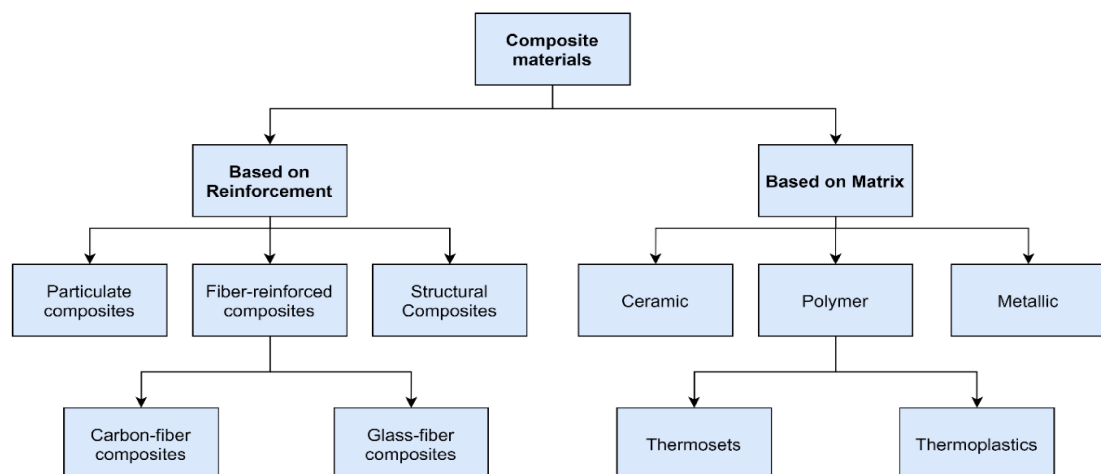 Composite
materials
Based on
Reinforcement
Based on Matrix
Particulate
composites
Fiber-reinforced
composites
Structural
Composites
Ceramic
Polymer
Metallic
Carbon-fiber
composites
Glass-fiber
composites
Thermosets
Thermoplastics